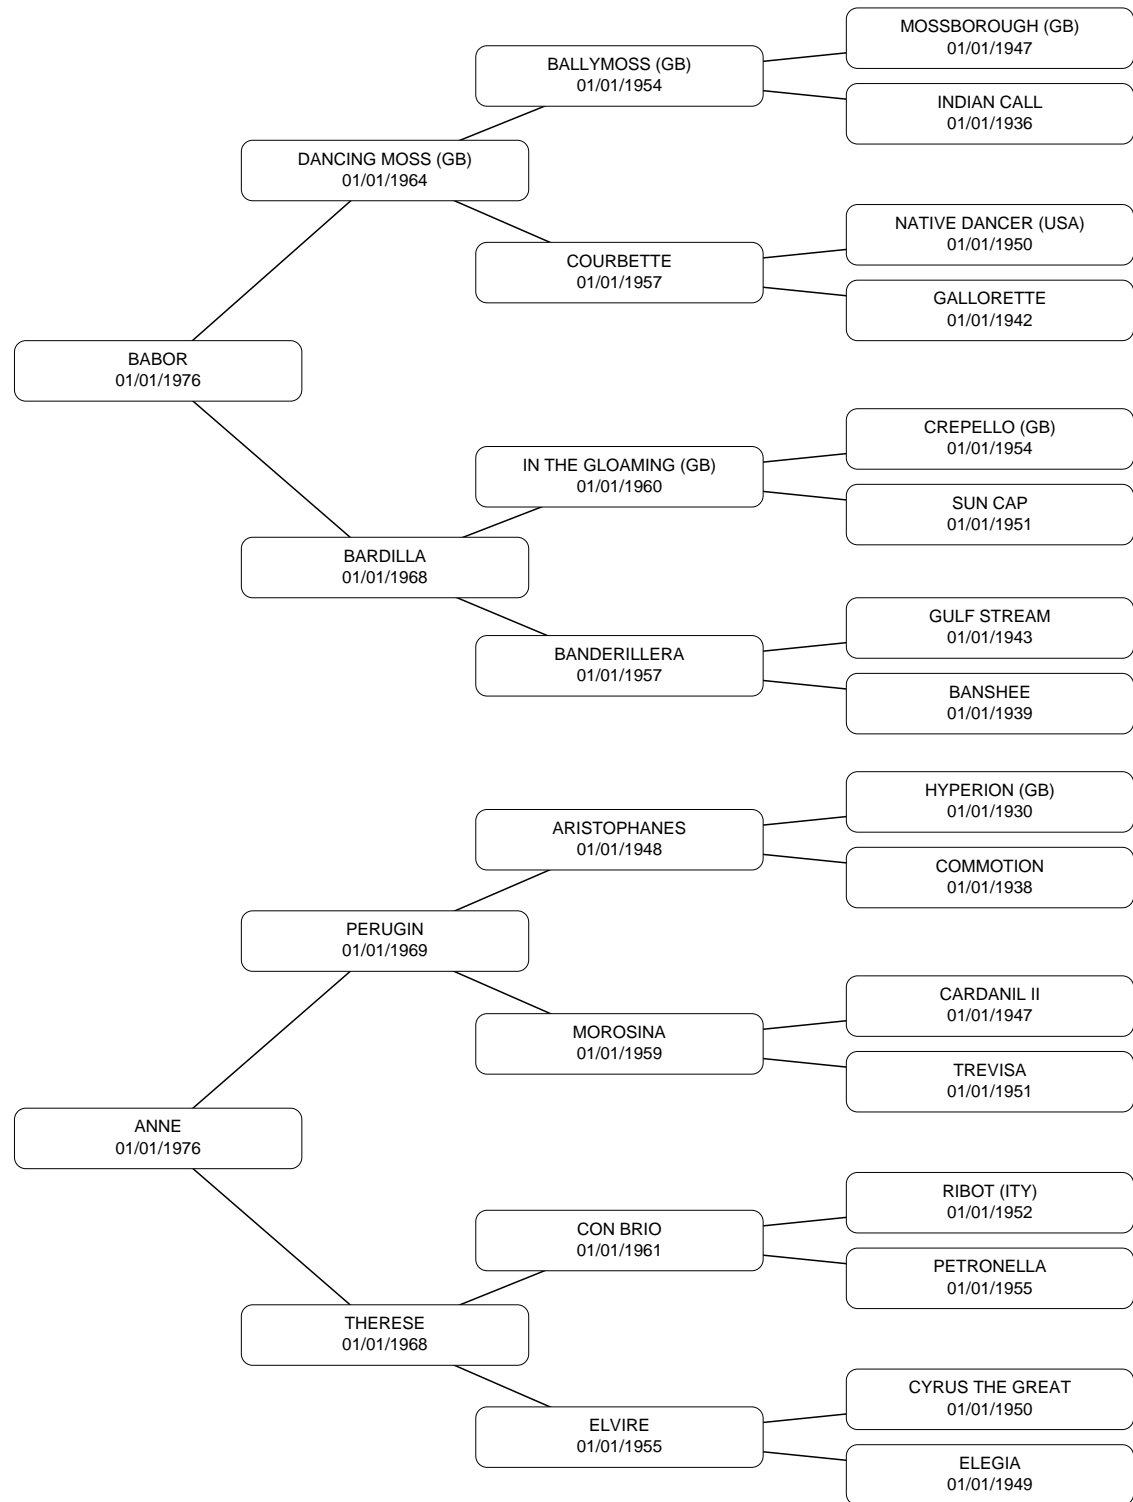 MOSSBOROUGH (GB)
01/01/1947
BALLYMOSS (GB)
01/01/1954
INDIAN CALL
01/01/1936
DANCING MOSS (GB)
01/01/1964
NATIVE DANCER (USA)
01/01/1950
COURBETTE
01/01/1957
GALLORETTE
01/01/1942
BABOR
01/01/1976
CREPELLO (GB)
01/01/1954
IN THE GLOAMING (GB)
01/01/1960
SUN CAP
01/01/1951
BARDILLA
01/01/1968
GULF STREAM
01/01/1943
BANDERILLERA
01/01/1957
BANSHEE
01/01/1939
HYPERION (GB)
01/01/1930
ARISTOPHANES
01/01/1948
COMMOTION
01/01/1938
PERUGIN
01/01/1969
CARDANIL II
01/01/1947
MOROSINA
01/01/1959
TREVISA
01/01/1951
ANNE
01/01/1976
RIBOT (ITY)
01/01/1952
CON BRIO
01/01/1961
PETRONELLA
01/01/1955
THERESE
01/01/1968
CYRUS THE GREAT
01/01/1950
ELVIRE
01/01/1955
ELEGIA
01/01/1949